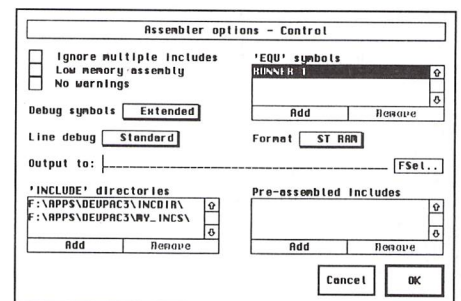 Assembler options - Control
Ignore multiple includes
Low memory assembly
No warnings
'EQU' symbols
RUNNER 1
Add Remove
Debug symbols Extended
Line debug Standard
Format ST RAM
Output to: FSel..
'INCLUDE' directories
F:\APPS\DEVPAC3\INCDIR\
F:\APPS\DEVPAC3\MY_INCS\
Add Remove
Pre-assembled Includes
Add Remove
Cancel OK